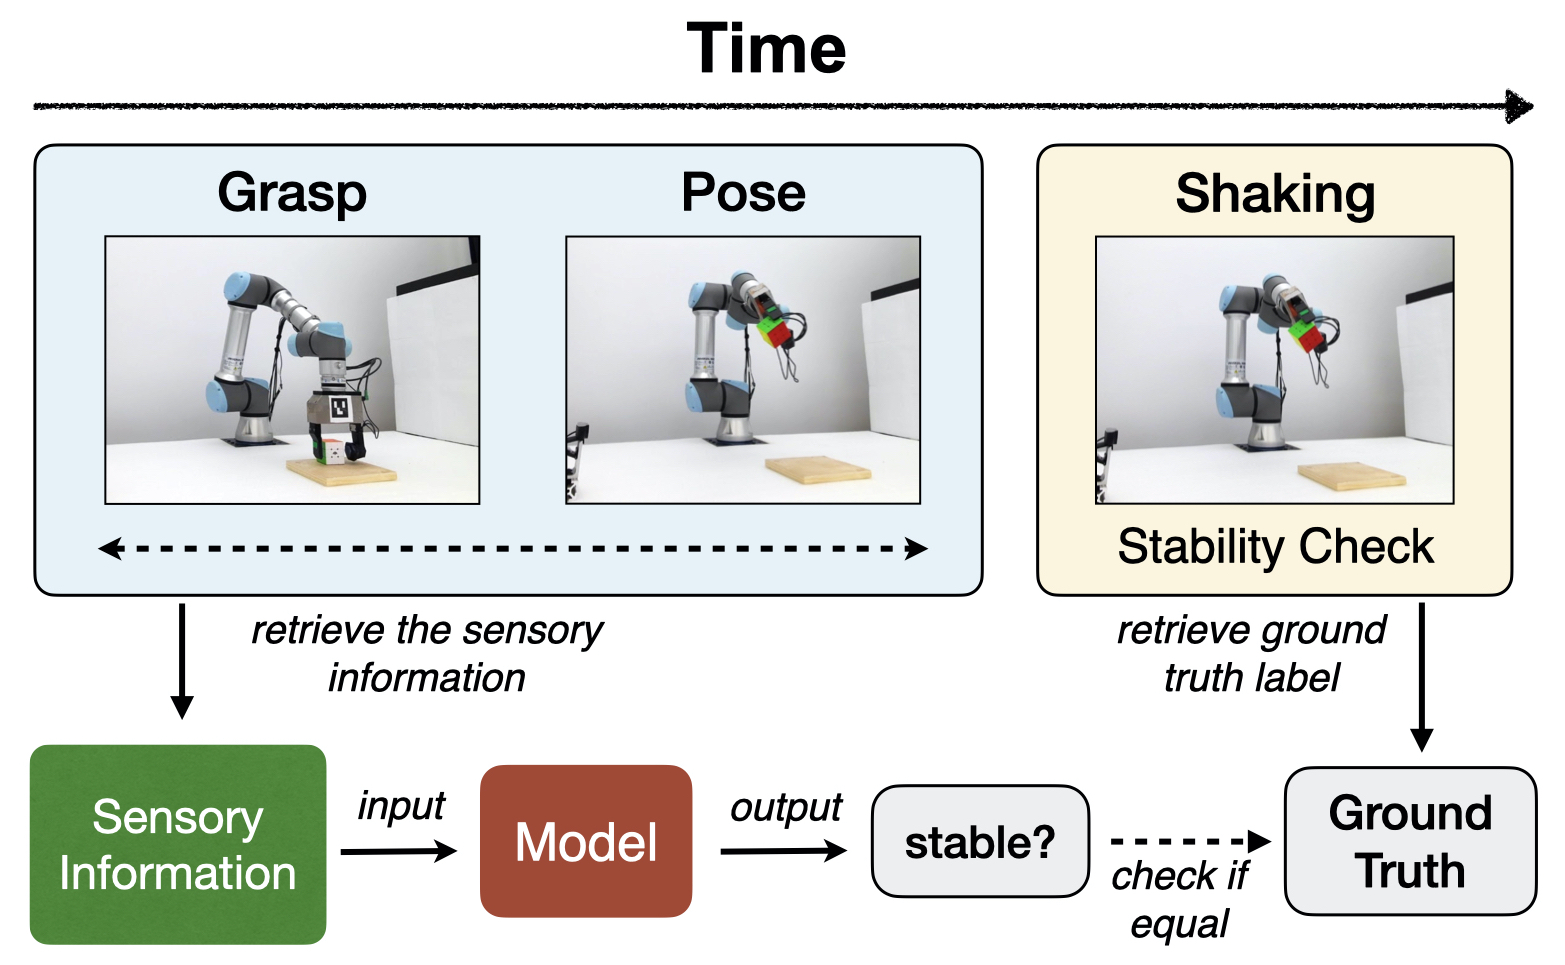 Time
Grasp
Pose
Shaking
Stability Check
retrieve the sensory
information
retrieve ground
truth label
Sensory
Information
input
Model
output
stable?
check if
equal
Ground
Truth